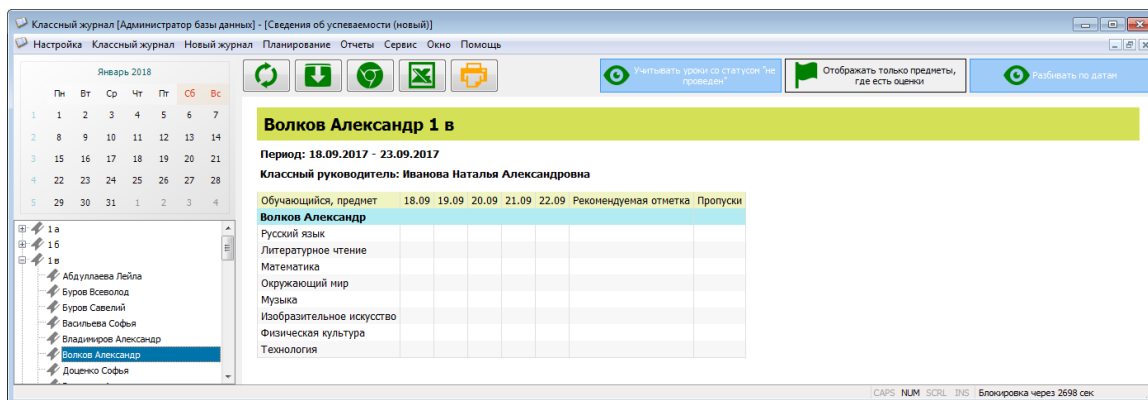 Классный журнал [Администратор базы данных] - [Сведения об успеваемости (новый)]
Настройка Классный журнал Новый журнал Планирование Отчеты Сервис Окно Помощь
Январь 2018
Пн Вт Ср Чт Пт Сб Вс
1 1 2 3 4 5 6 7
2 8 9 10 11 12 13 14
3 15 16 17 18 19 20 21
4 22 23 24 25 26 27 28
5 29 30 31 1 2 3 4
1 а
1 б
1 в
Абдуллаева Лейла
Буров Всеволод
Буров Савелий
Васильева Софья
Владимиров Александр
Волков Александр
Доценко Софья
Учитывать уроки со статусом "не
проведен"
Отображать только предметы,
где есть оценки
Разбивать по датам
Волков Александр 1 в
Период: 18.09.2017 - 23.09.2017
Классный руководитель: Иванова Наталья Александровна
Обучающийся, предмет 18.09 19.09 20.09 21.09 22.09 Рекомендуемая отметка Пропуски
Волков Александр
Русский язык
Литературное чтение
Математика
Окружающий мир
Музыка
Изобразительное искусство
Физическая культура
Технология
CAPS NUM SCRL INS Блокировка через 2698 сек